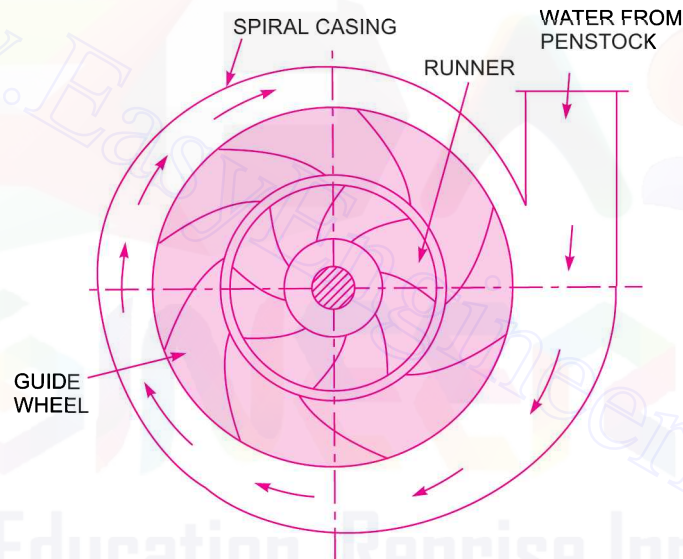 WATER FROM
SPIRAL CASING
PENSTOCK
RUNNER
GUIDE
WHEEL